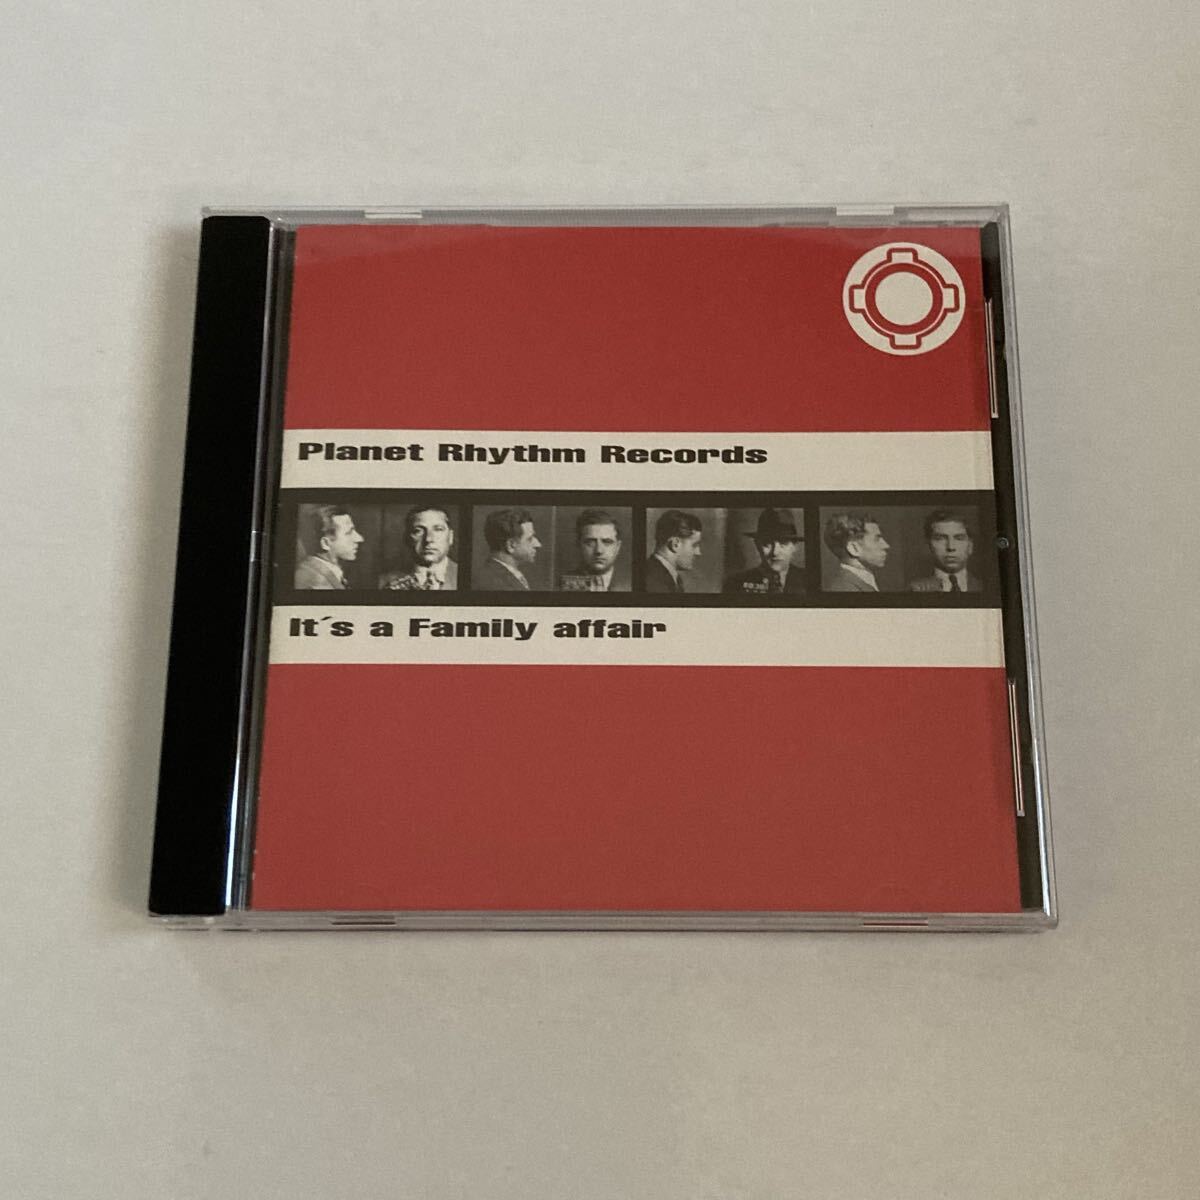 Planet Rhythm Records
It´s a Family affair